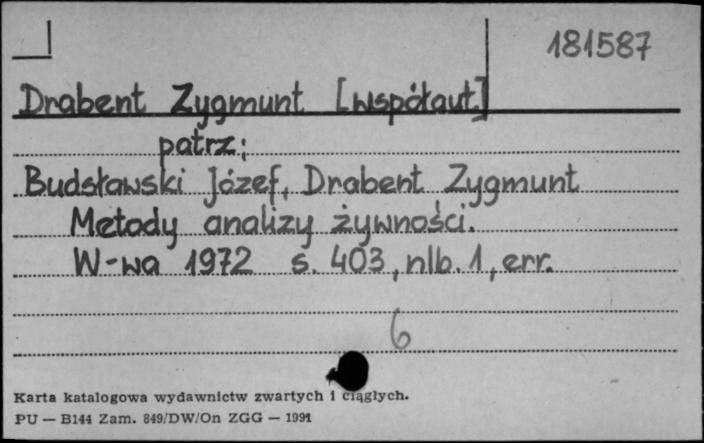 181587
Drabent Zygmunt [współaut.]
patrz:
Budsławski Józef, Drabent Zygmunt
Metody analizy żywności.
W-wa 1972 s. 403, nlb. 1, err.
6
Karta katalogowa wydawnictw zwartych i ciągłych.
PU — B144 Zam. 849/DW/On ZGG — 1991